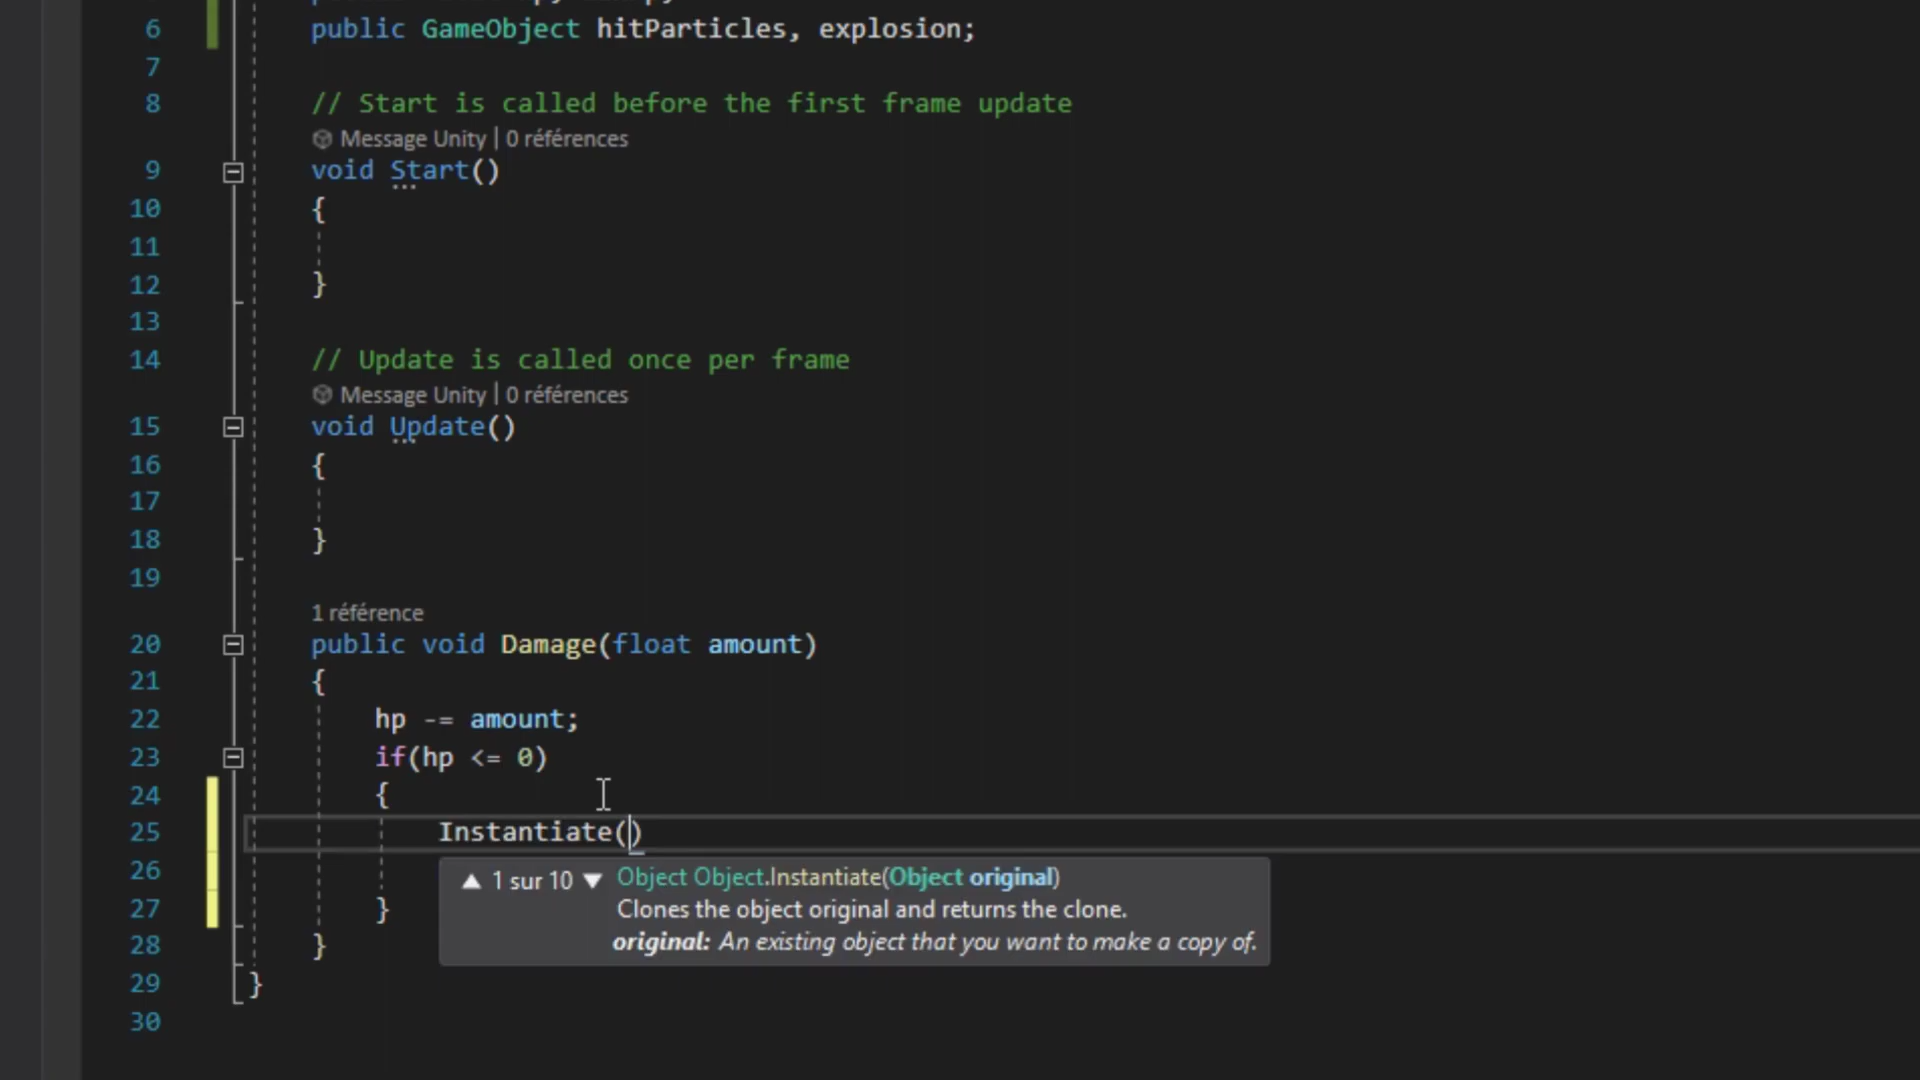 6 public GameObject hitParticles, explosion;
7
8 // Start is called before the first frame update
Message Unity | 0 références
9 void Start()
10 {
11
12 }
13
14 // Update is called once per frame
Message Unity | 0 références
15 void Update()
16 {
17
18 }
19
1 référence
20 public void Damage(float amount)
21 {
22 hp -= amount;
23 if(hp <= 0)
24 {
25 Instantiate()
26 ▲ 1 sur 10 ▼ Object Object.Instantiate(Object original)
Clones the object original and returns the clone.
original: An existing object that you want to make a copy of.
27 }
28 }
29 }
30